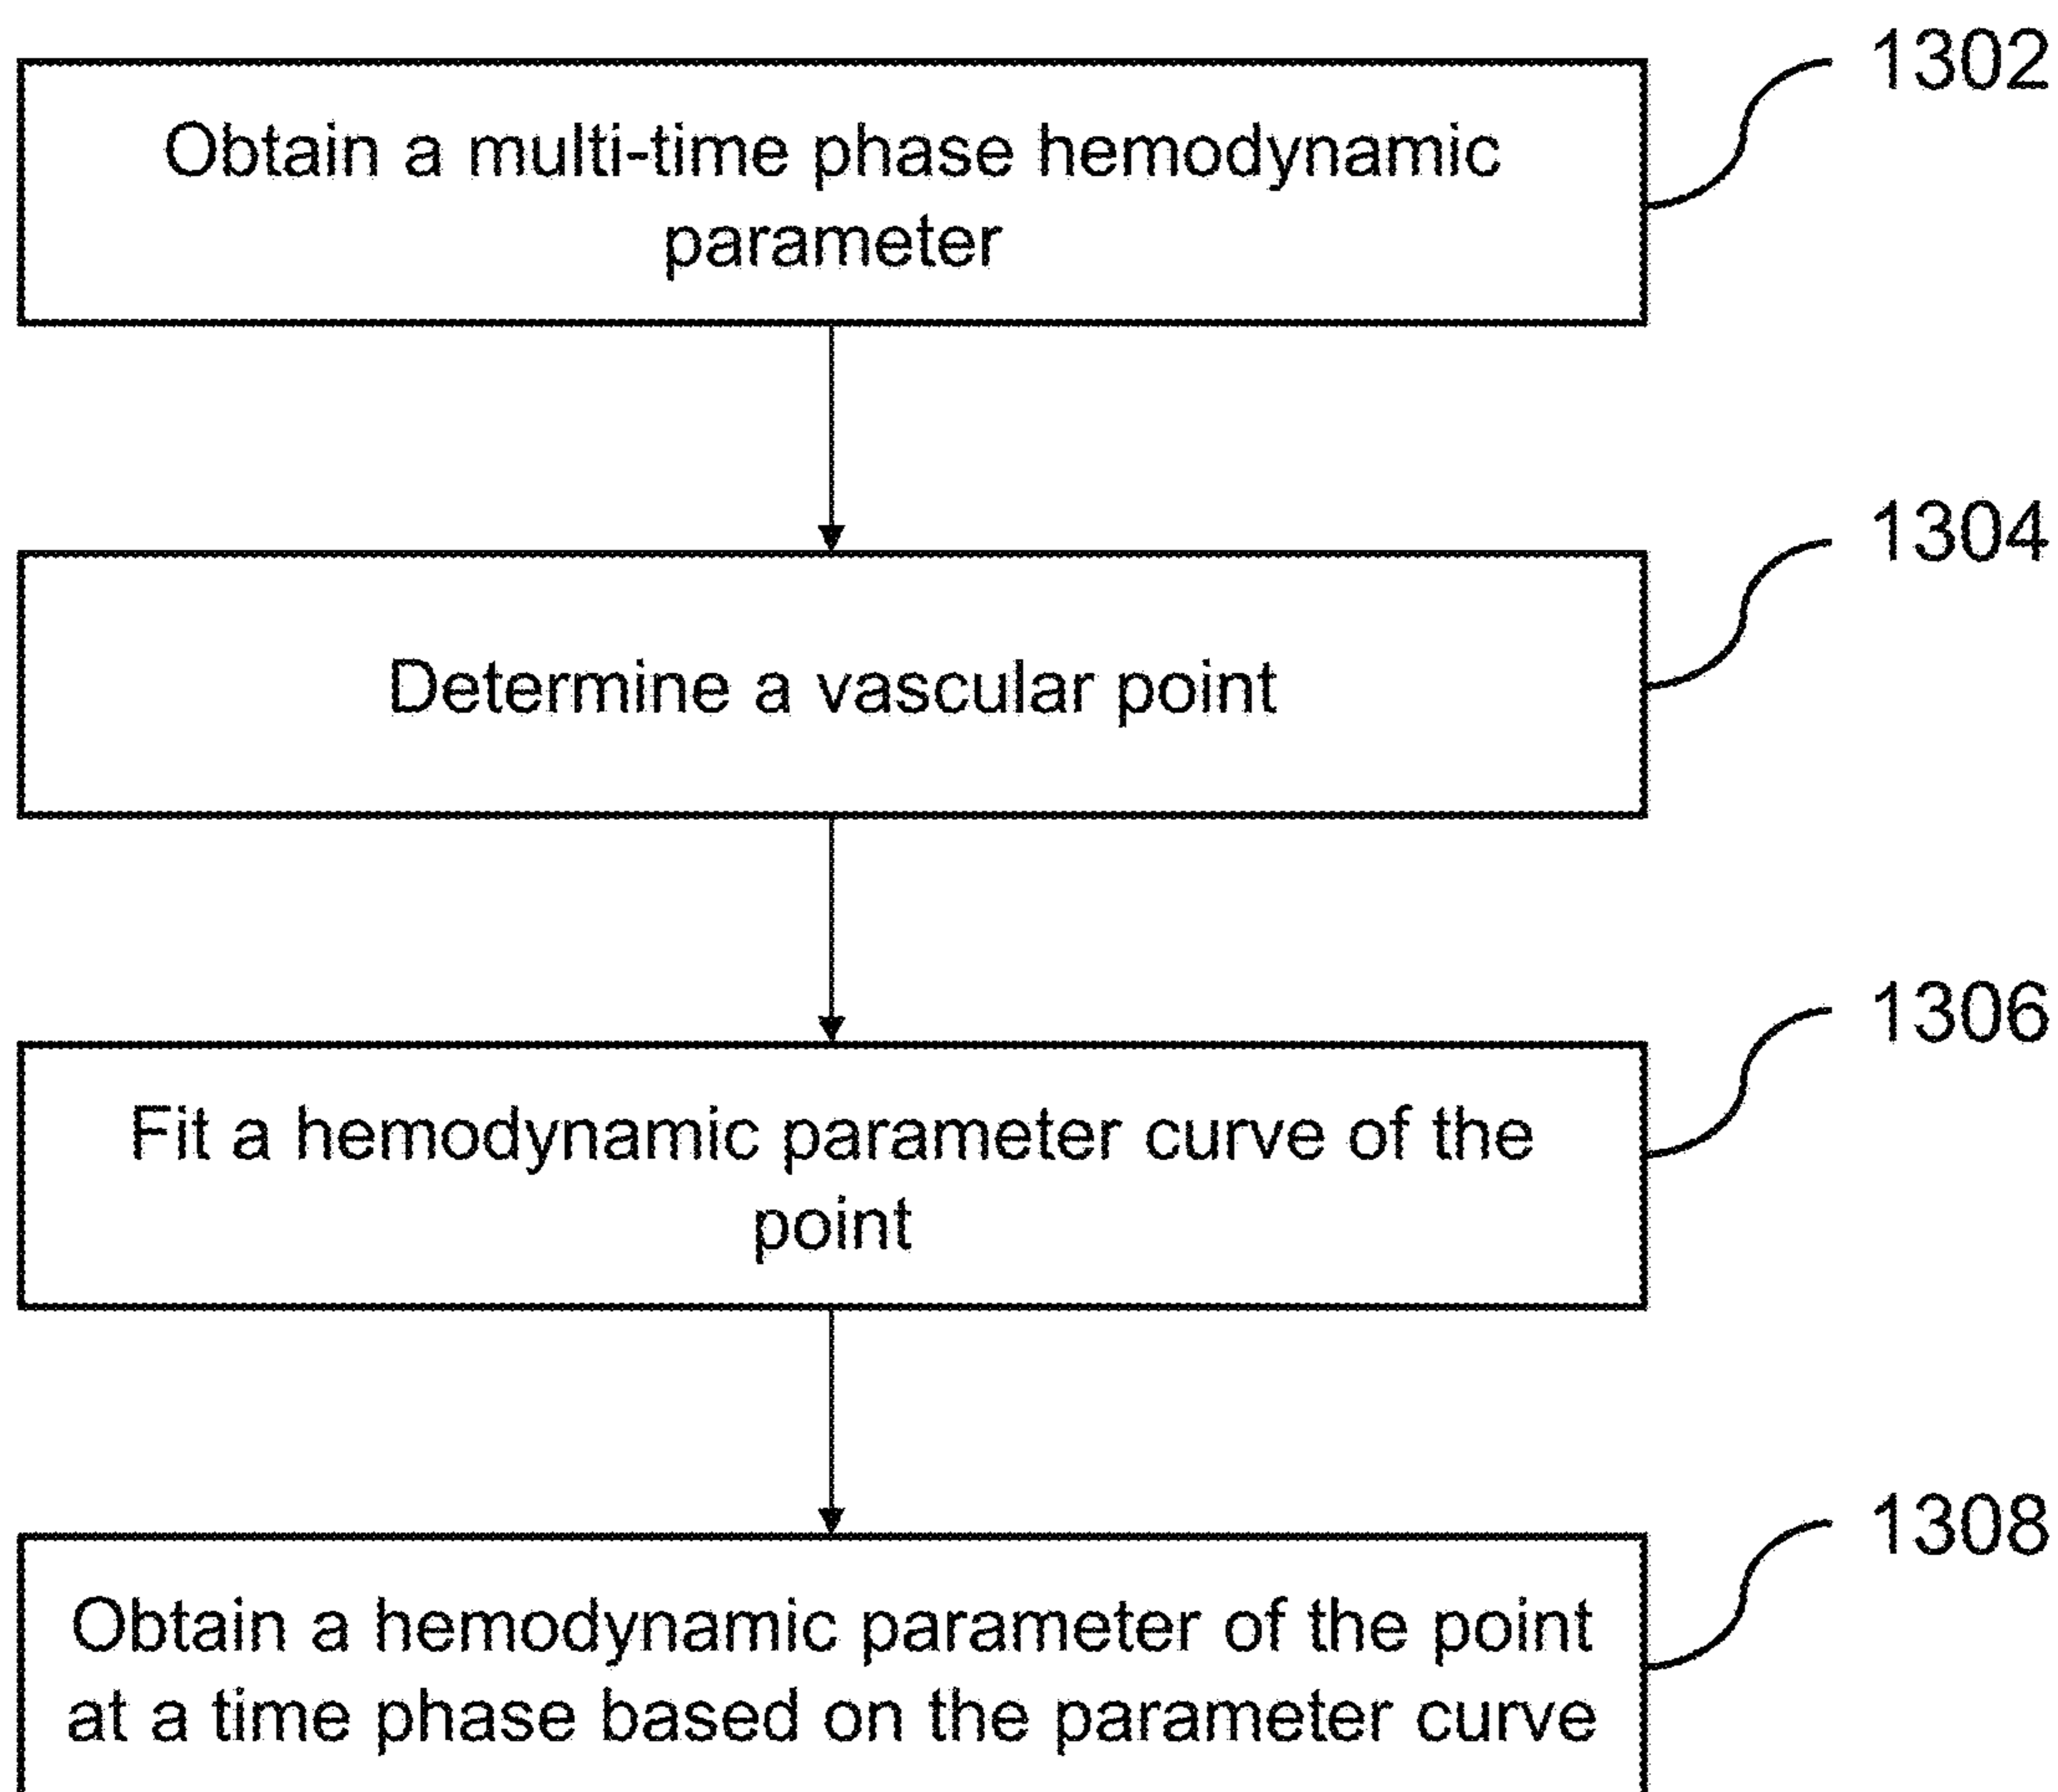 1302
Obtain a multi-time phase hemodynamic
parameter
1304
Determine a vascular point
1306
Fit a hemodynamic parameter curve of the
point
1308
Obtain a hemodynamic parameter of the point
at a time phase based on the parameter curve